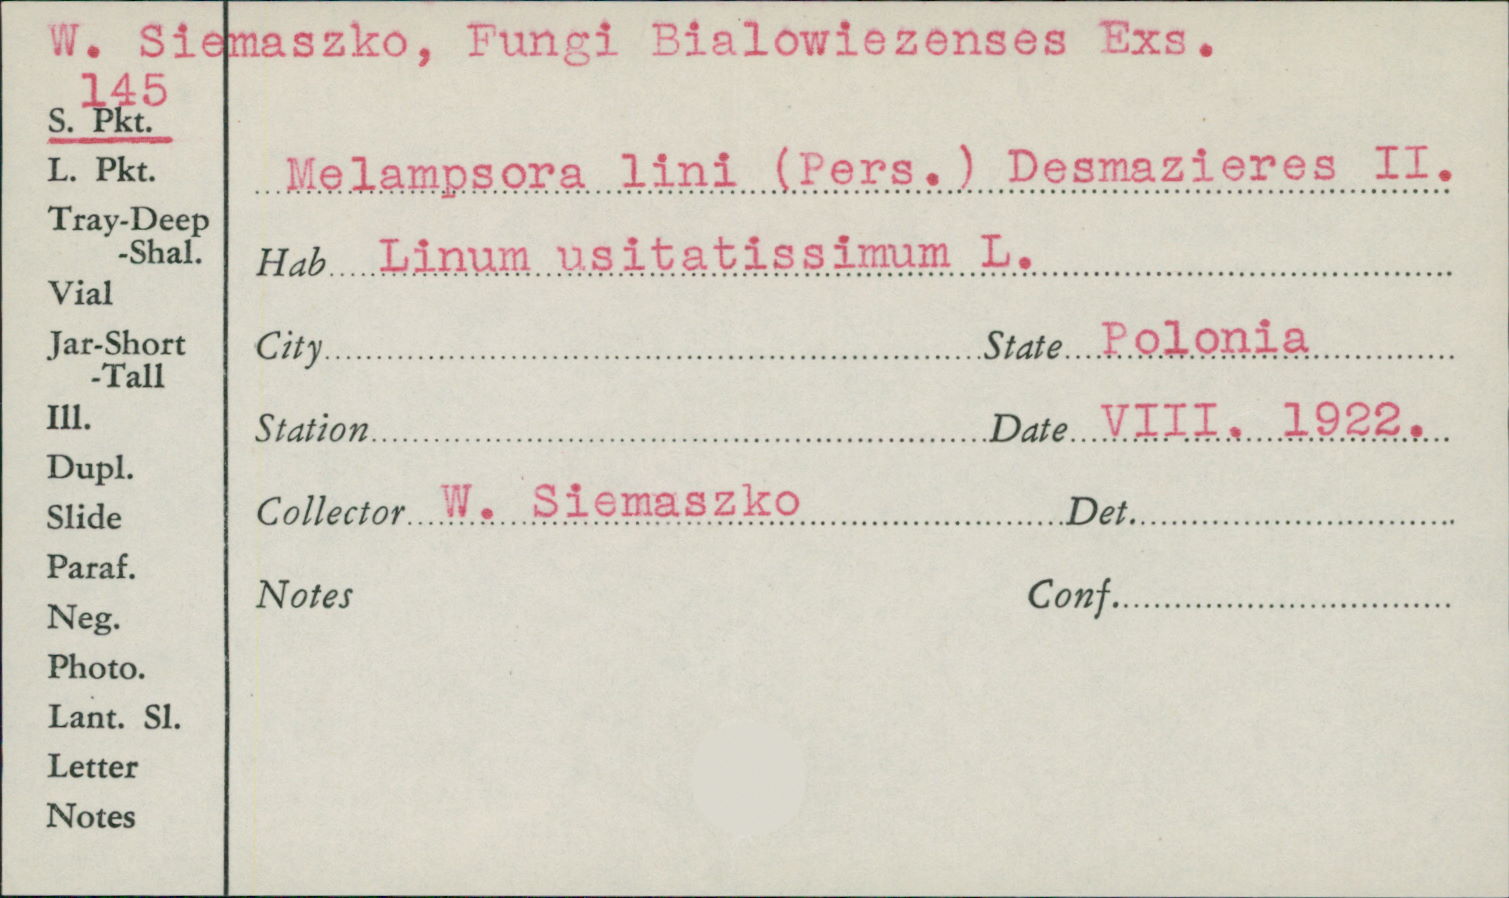 W. Siemaszko, Fungi Bialowiezenses Exs.
145
S. Pkt.
L. Pkt.
Tray-Deep
-Shal.
Vial
Jar-Short
-Tall
Ill.
Dupl.
Slide
Paraf.
Neg.
Photo.
Lant. Sl.
Letter
Notes
Melampsora lini (Pers.) Desmazieres II.
Hab Linum usitatissimum L.
City State Polonia
Station Date VIII. 1922.
Collector W. Siemaszko Det.
Notes Conf.